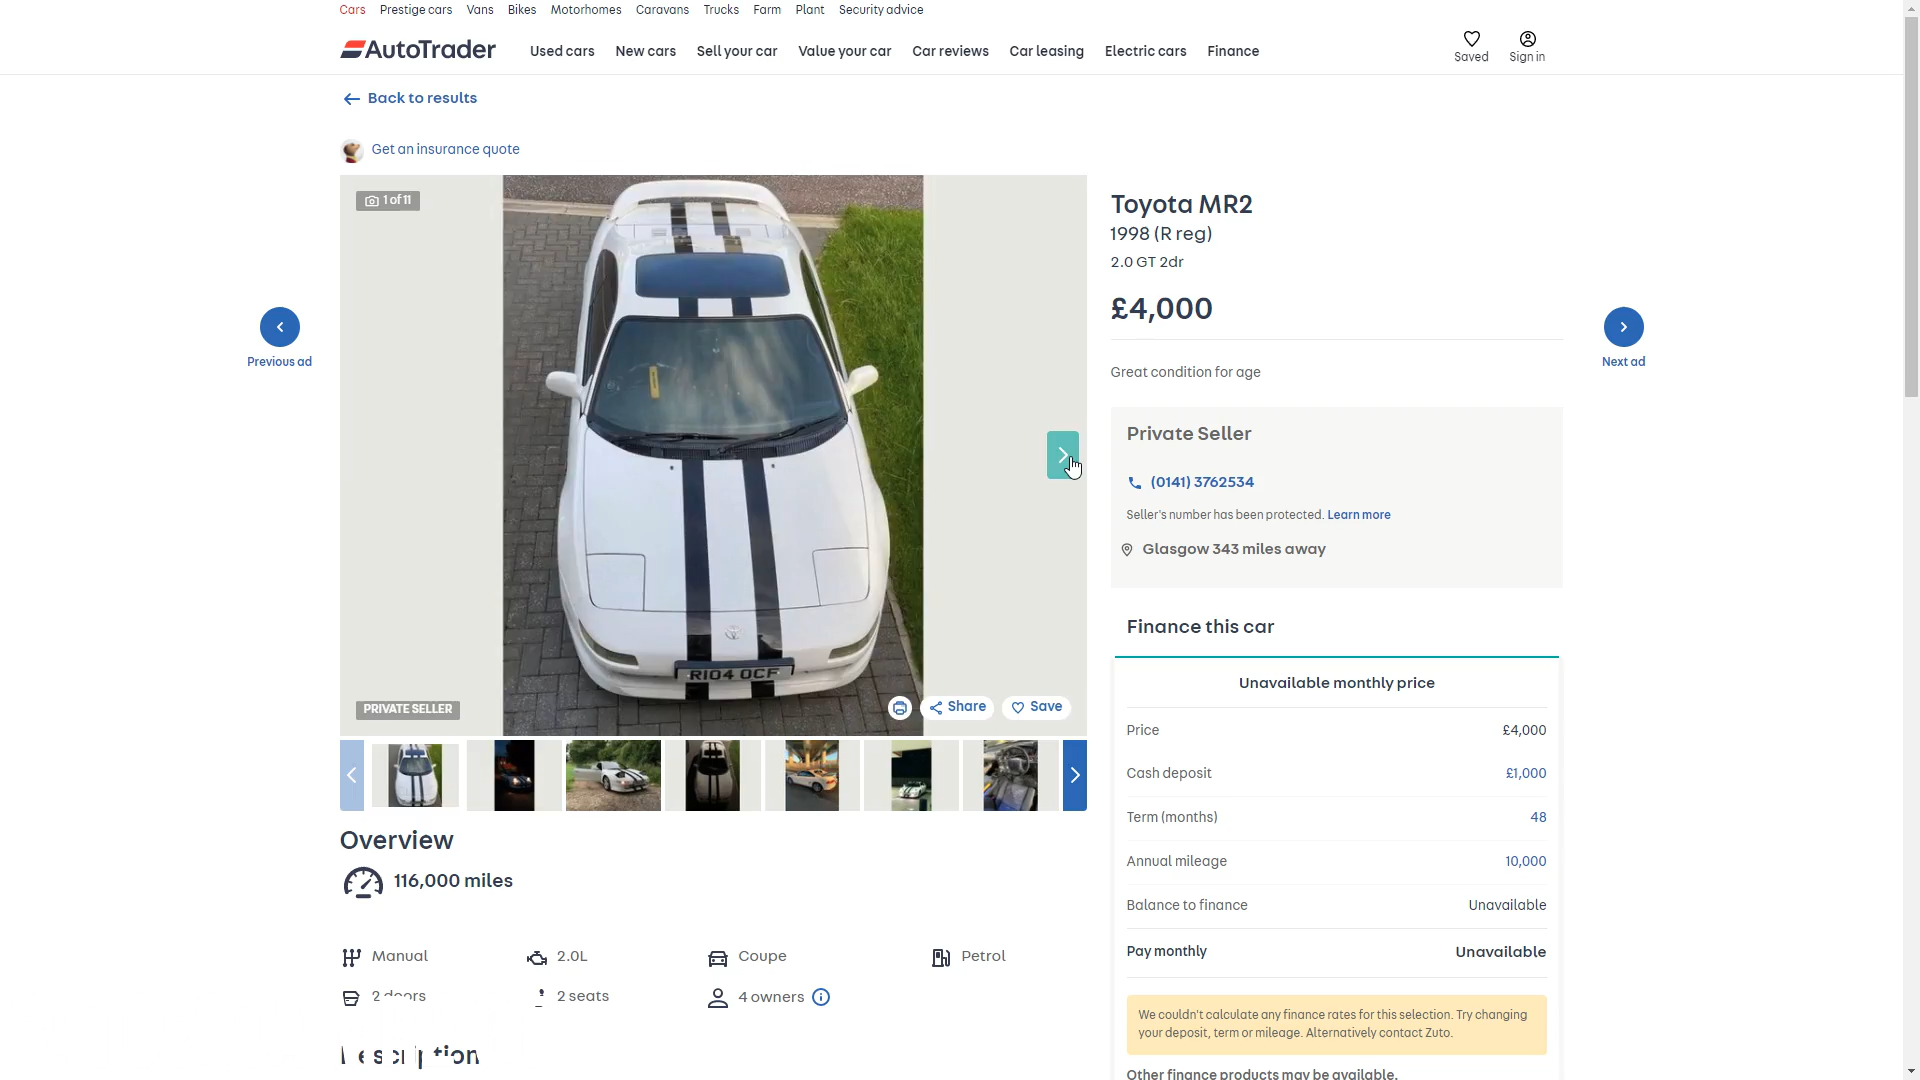 Cars Prestige cars Vans Bikes Motorhomes Caravans Trucks Farm Plant Security advice
AutoTrader Used cars New cars Sell your car Value your car Car reviews Car leasing Electric cars Finance Saved Sign in
Back to results
Get an insurance quote
1 of 11
Toyota MR2
1998 (R reg)
2.0 GT 2dr
£4,000
Previous ad
Next ad
Great condition for age
Private Seller
(0141) 3762534
Seller's number has been protected. Learn more
Glasgow 343 miles away
Finance this car
R104 OCF
PRIVATE SELLER
Share
Save
Unavailable monthly price
Price £4,000
Cash deposit £1,000
Term (months) 48
Annual mileage 10,000
Balance to finance Unavailable
Pay monthly Unavailable
We couldn't calculate any finance rates for this selection. Try changing
your deposit, term or mileage. Alternatively contact Zuto.
Other finance products may be available.
Overview
116,000 miles
Manual 2.0L Coupe Petrol
2 doors 2 seats 4 owners
Description